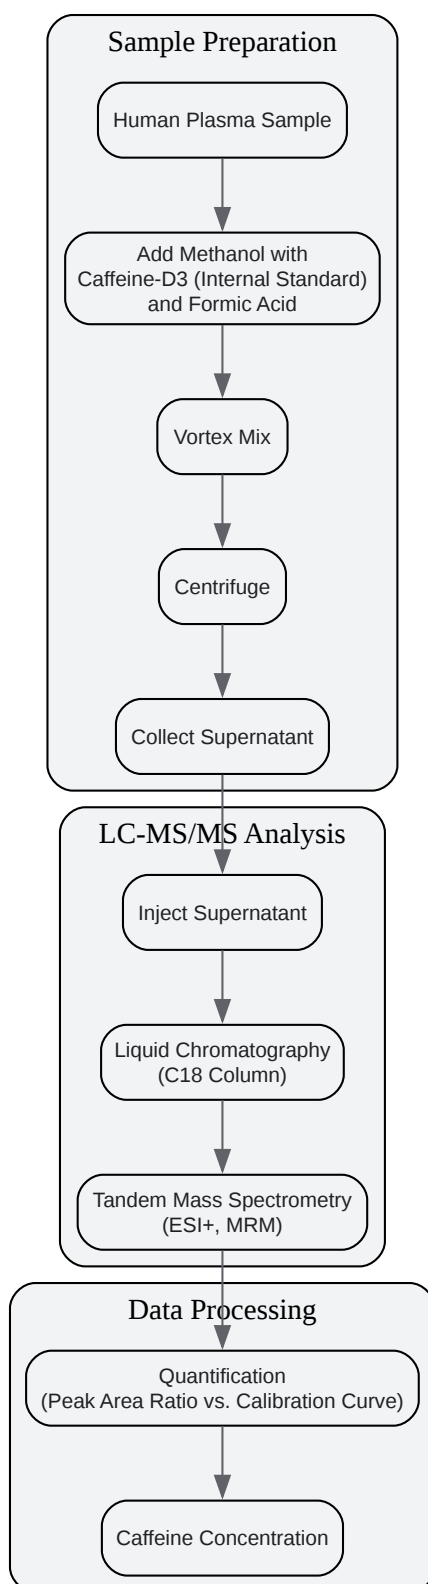 Sample Preparation
Human Plasma Sample
Add Methanol with
Caffeine-D3 (Internal Standard)
and Formic Acid
Vortex Mix
Centrifuge
Collect Supernatant
LC-MS/MS Analysis
Inject Supernatant
Liquid Chromatography
(C18 Column)
Tandem Mass Spectrometry
(ESI+, MRM)
Data Processing
Quantification
(Peak Area Ratio vs. Calibration Curve)
Caffeine Concentration